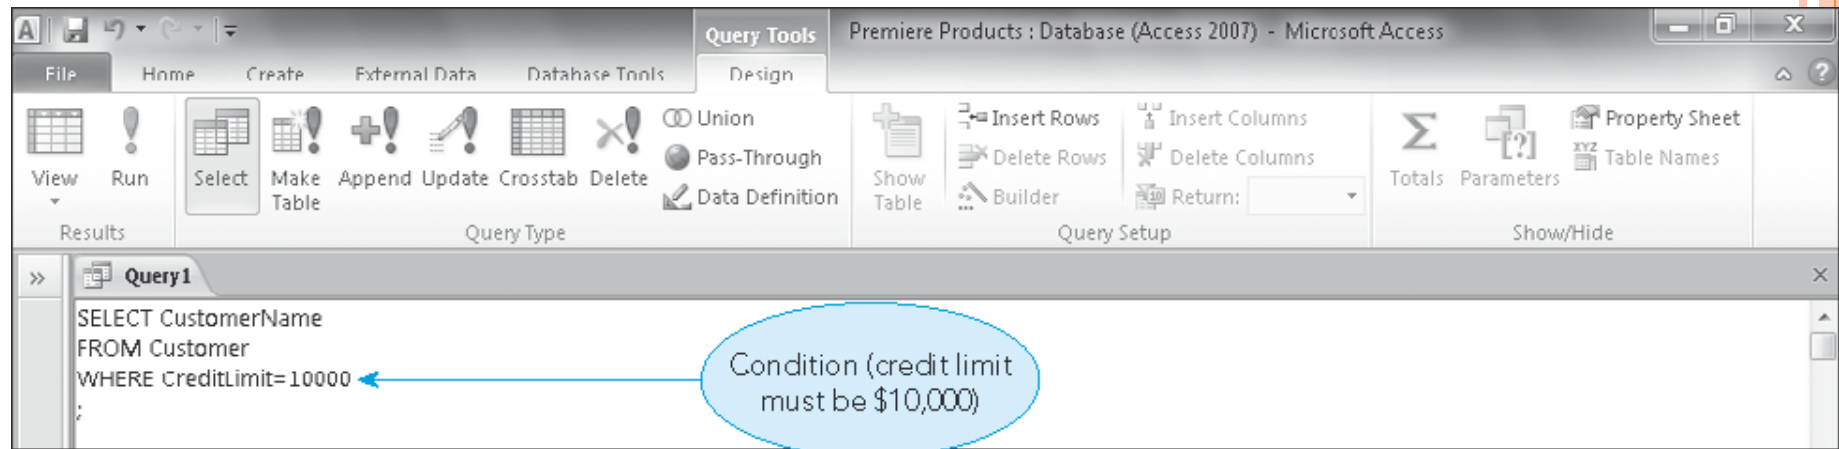 A
Query Tools
Premiere Products : Database (Access 2007) - Microsoft Access
File Home Create External Data Database Tools Design
View
Run
Select
Make
Table
Append
Update
Crosstab
Delete
Union
Pass-Through
Data Definition
Show
Table
Insert Rows
Delete Rows
Builder
Insert Columns
Delete Columns
Return:
Totals
Parameters
Property Sheet
Table Names
Results
Query Type
Query Setup
Show/Hide
Query1
SELECT CustomerName
FROM Customer
WHERE CreditLimit=10000
;
Condition (credit limit
must be $10,000)